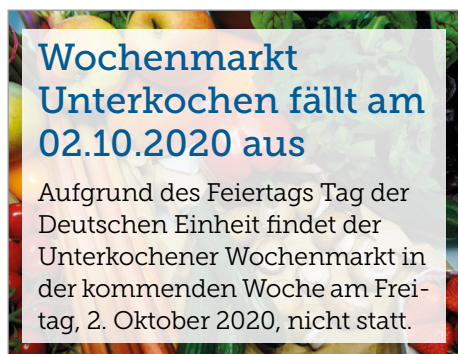 Wochenmarkt
Unterkochen fällt am
02.10.2020 aus
Aufgrund des Feiertags Tag der
Deutschen Einheit findet der
Unterkochener Wochenmarkt in
der kommenden Woche am Frei-
tag, 2. Oktober 2020, nicht statt.